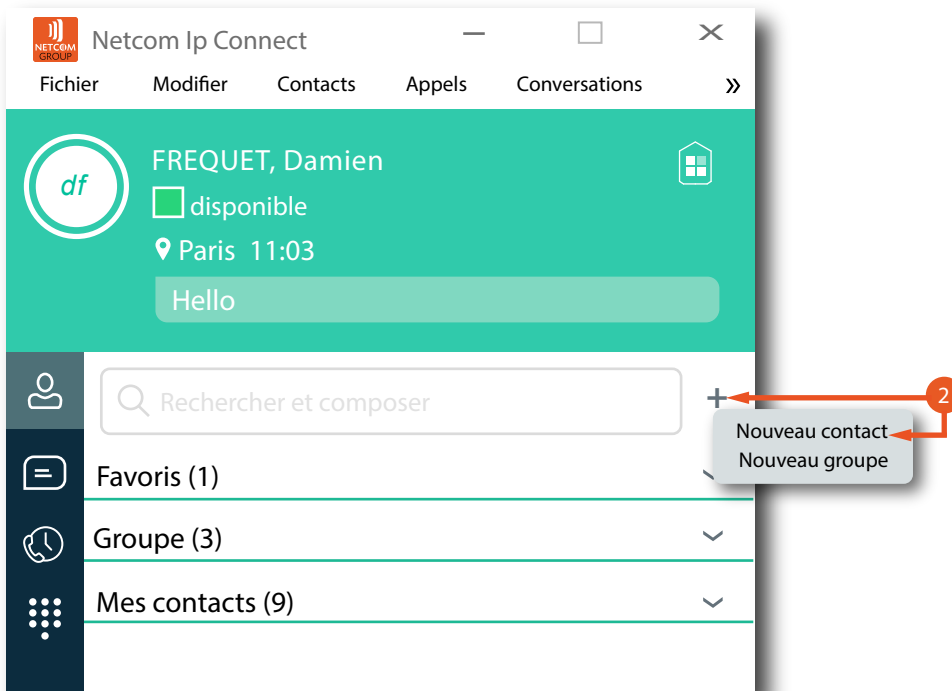 NETCOM
GROUP
Netcom Ip Connect
Fichier Modifier Contacts Appels Conversations »
df
FREQUET, Damien
disponible
Paris 11:03
Hello
Rechercher et composer
2
Nouveau contact
Nouveau groupe
Favoris (1)
Groupe (3)
Mes contacts (9)